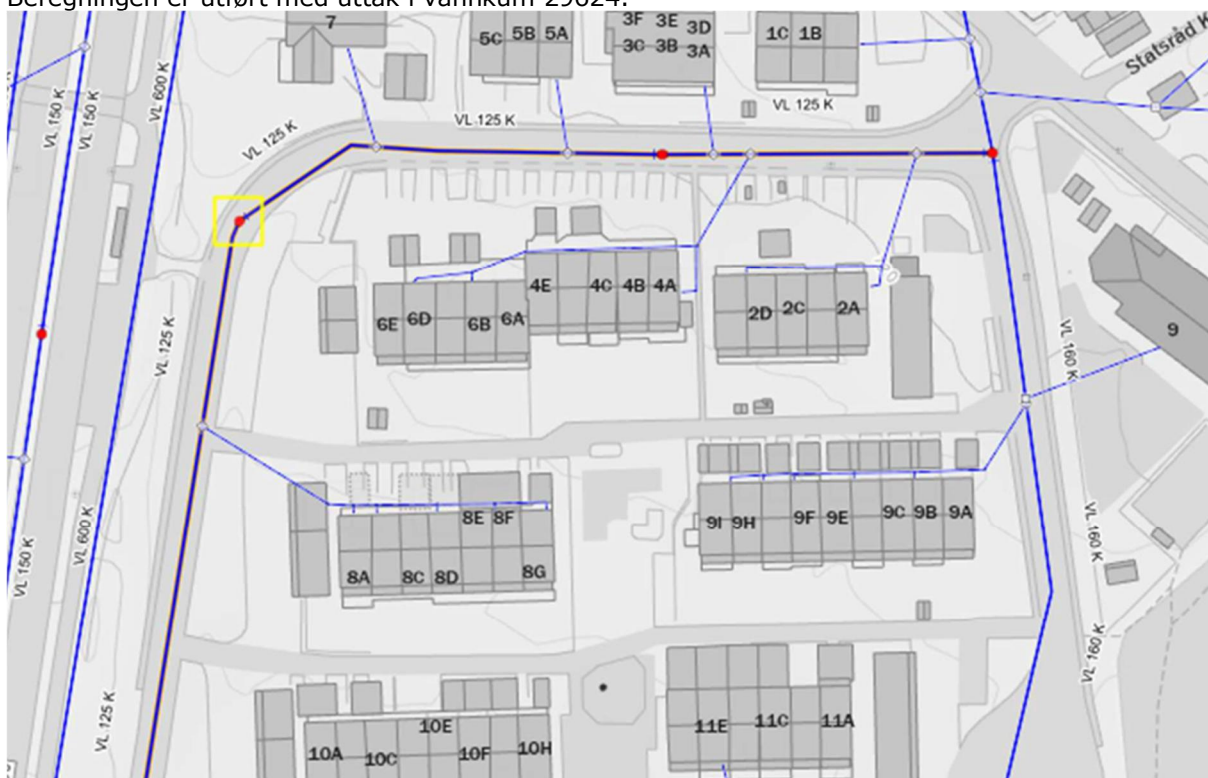 Beregningen er utført med uttak i vannkum 29624.
7
5C 5B 5A
3F 3E 3D
3C 3B 3A
1C 1B
Statsråd K
VL 150 K
VL 150 K
VL 600 K
VL 125 K
VL 125 K
VL 125 K
4E 4C 4B 4A
6E 6D 6B 6A
2D 2C 2A
9
VL 125 K
VL 160 K
VL 150 K
VL 600 K
8E 8F
8A 8C 8D 8G
9I 9H 9F 9E 9C 9B 9A
VL 160 K
VL 160 K
VL 125 K
10E
10A 10C 10F 10H
11E 11C 11A